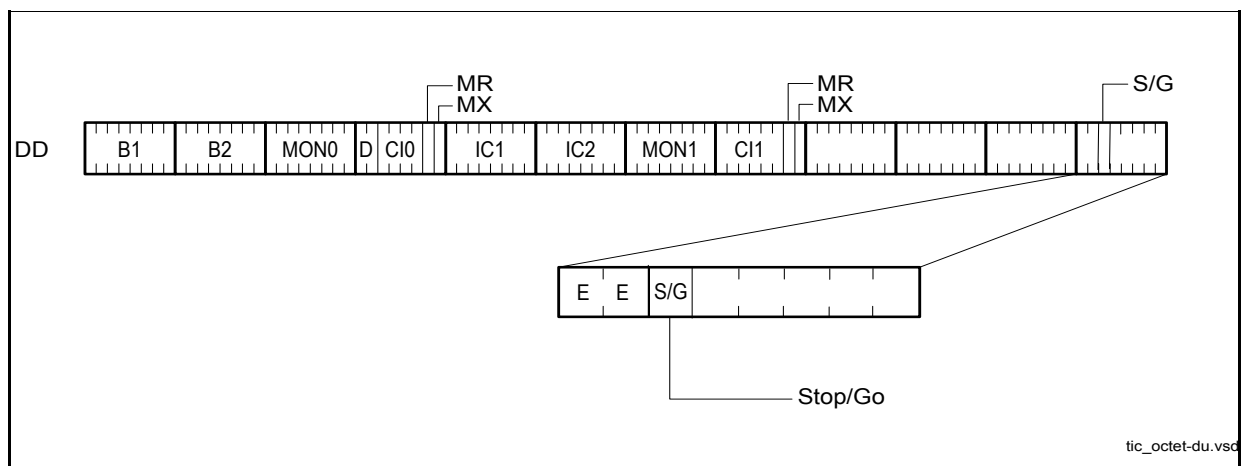 MR
MX
MR
MX
S/G
DD B1 B2 MON0 D CI0 IC1 IC2 MON1 CI1
E E S/G
Stop/Go
tic_octet-du.vsd